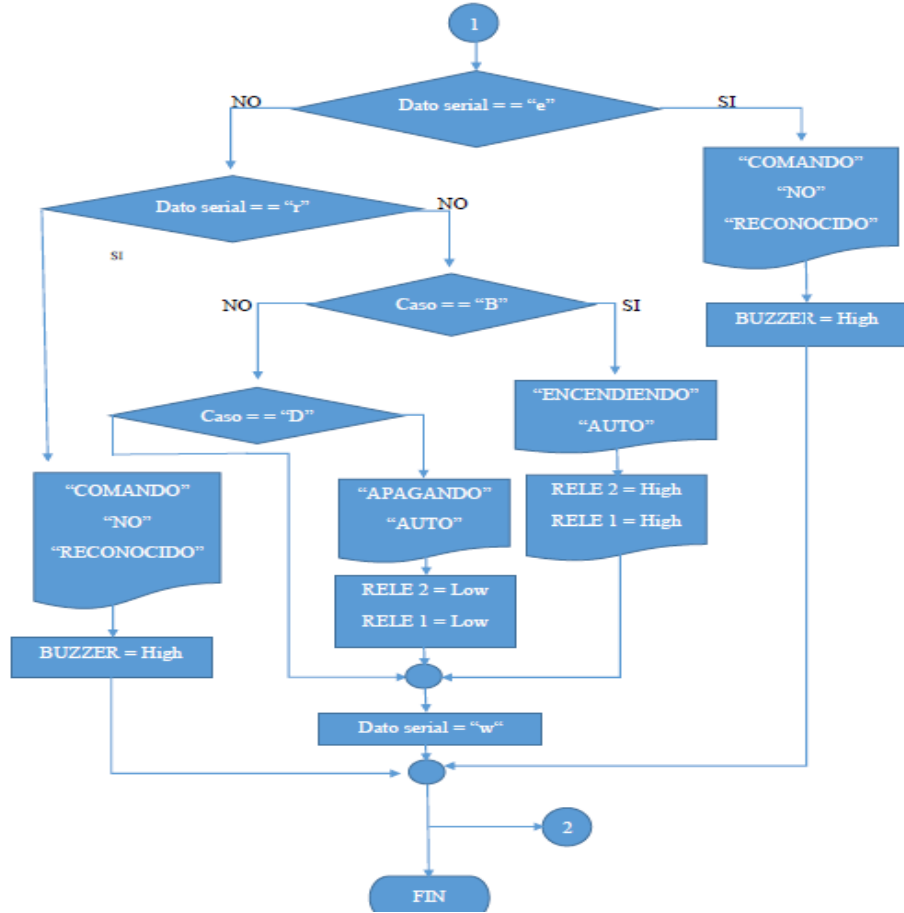 1
Dato serial = = “e”
NO
SI
“COMANDO”
“NO”
“RECONOCIDO”
BUZZER = High
Dato serial = = “r”
NO
SI
Caso = = “B”
NO
SI
“ENCENDIENDO”
“AUTO”
RELE 2 = High
RELE 1 = High
Caso = = “D”
“APAGANDO”
“AUTO”
RELE 2 = Low
RELE 1 = Low
“COMANDO”
“NO”
“RECONOCIDO”
BUZZER = High
Dato serial = “w“
2
FIN